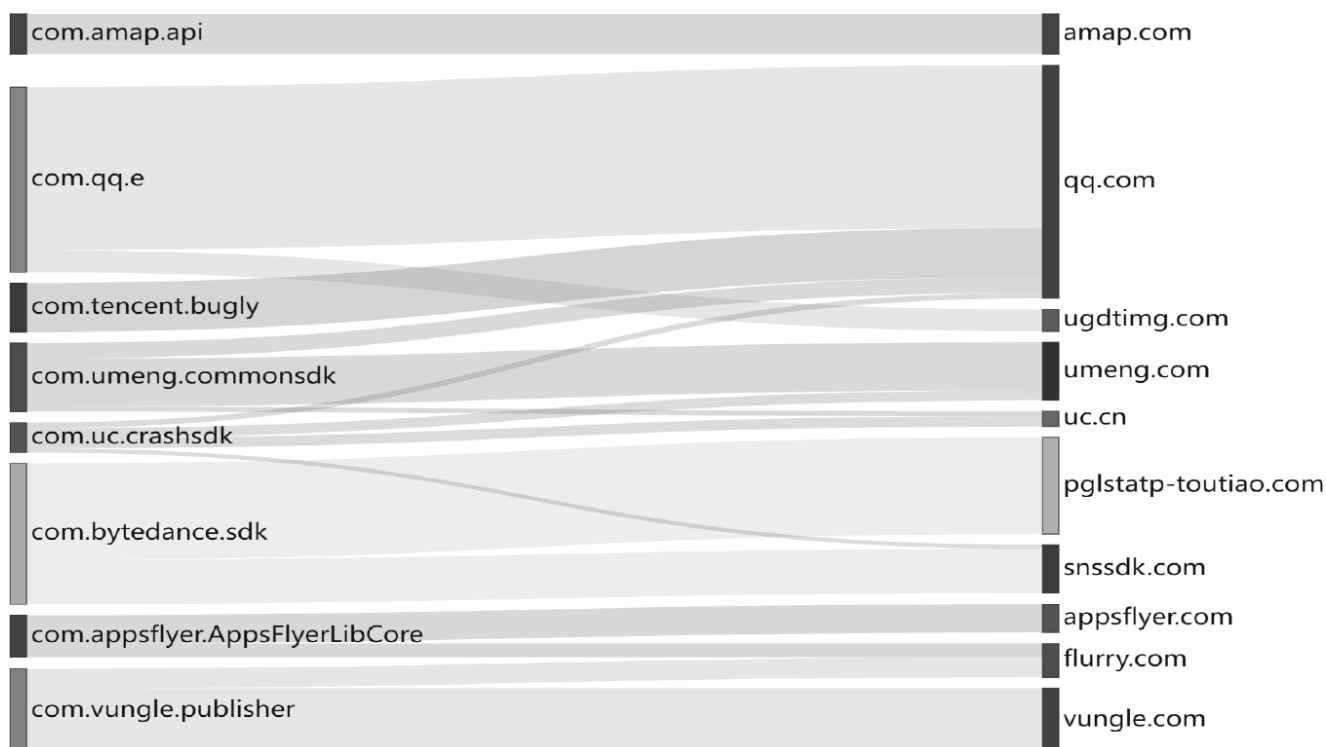 com.amap.api
com.qq.e
com.tencent.bugly
com.umeng.commonsdk
com.uc.crashsdk
com.bytedance.sdk
com.appsflyer.AppsFlyerLibCore
com.vungle.publisher
amap.com
qq.com
ugdtimg.com
umeng.com
uc.cn
pglstatp-toutiao.com
snssdk.com
appsflyer.com
flurry.com
vungle.com